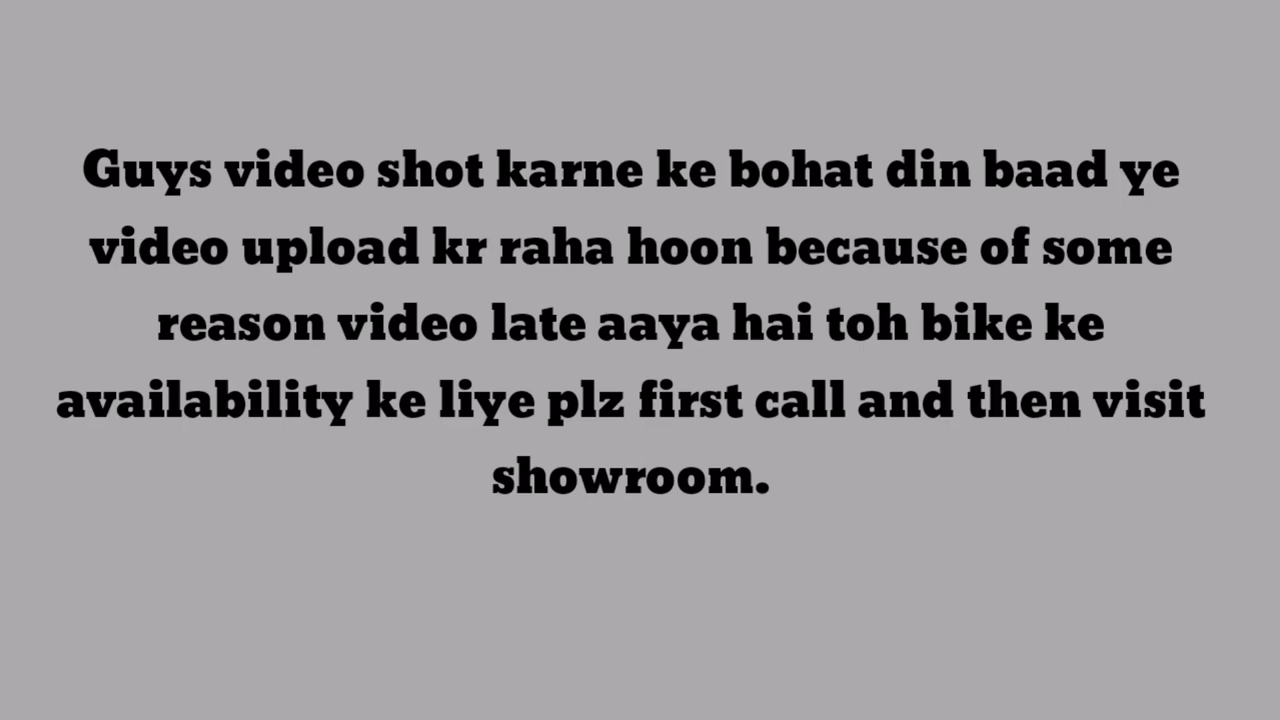 Guys video shot karne ke bohat din baad ye
video upload kr raha hoon because of some
reason video late aaya hai toh bike ke
availability ke liye plz first call and then visit
showroom.